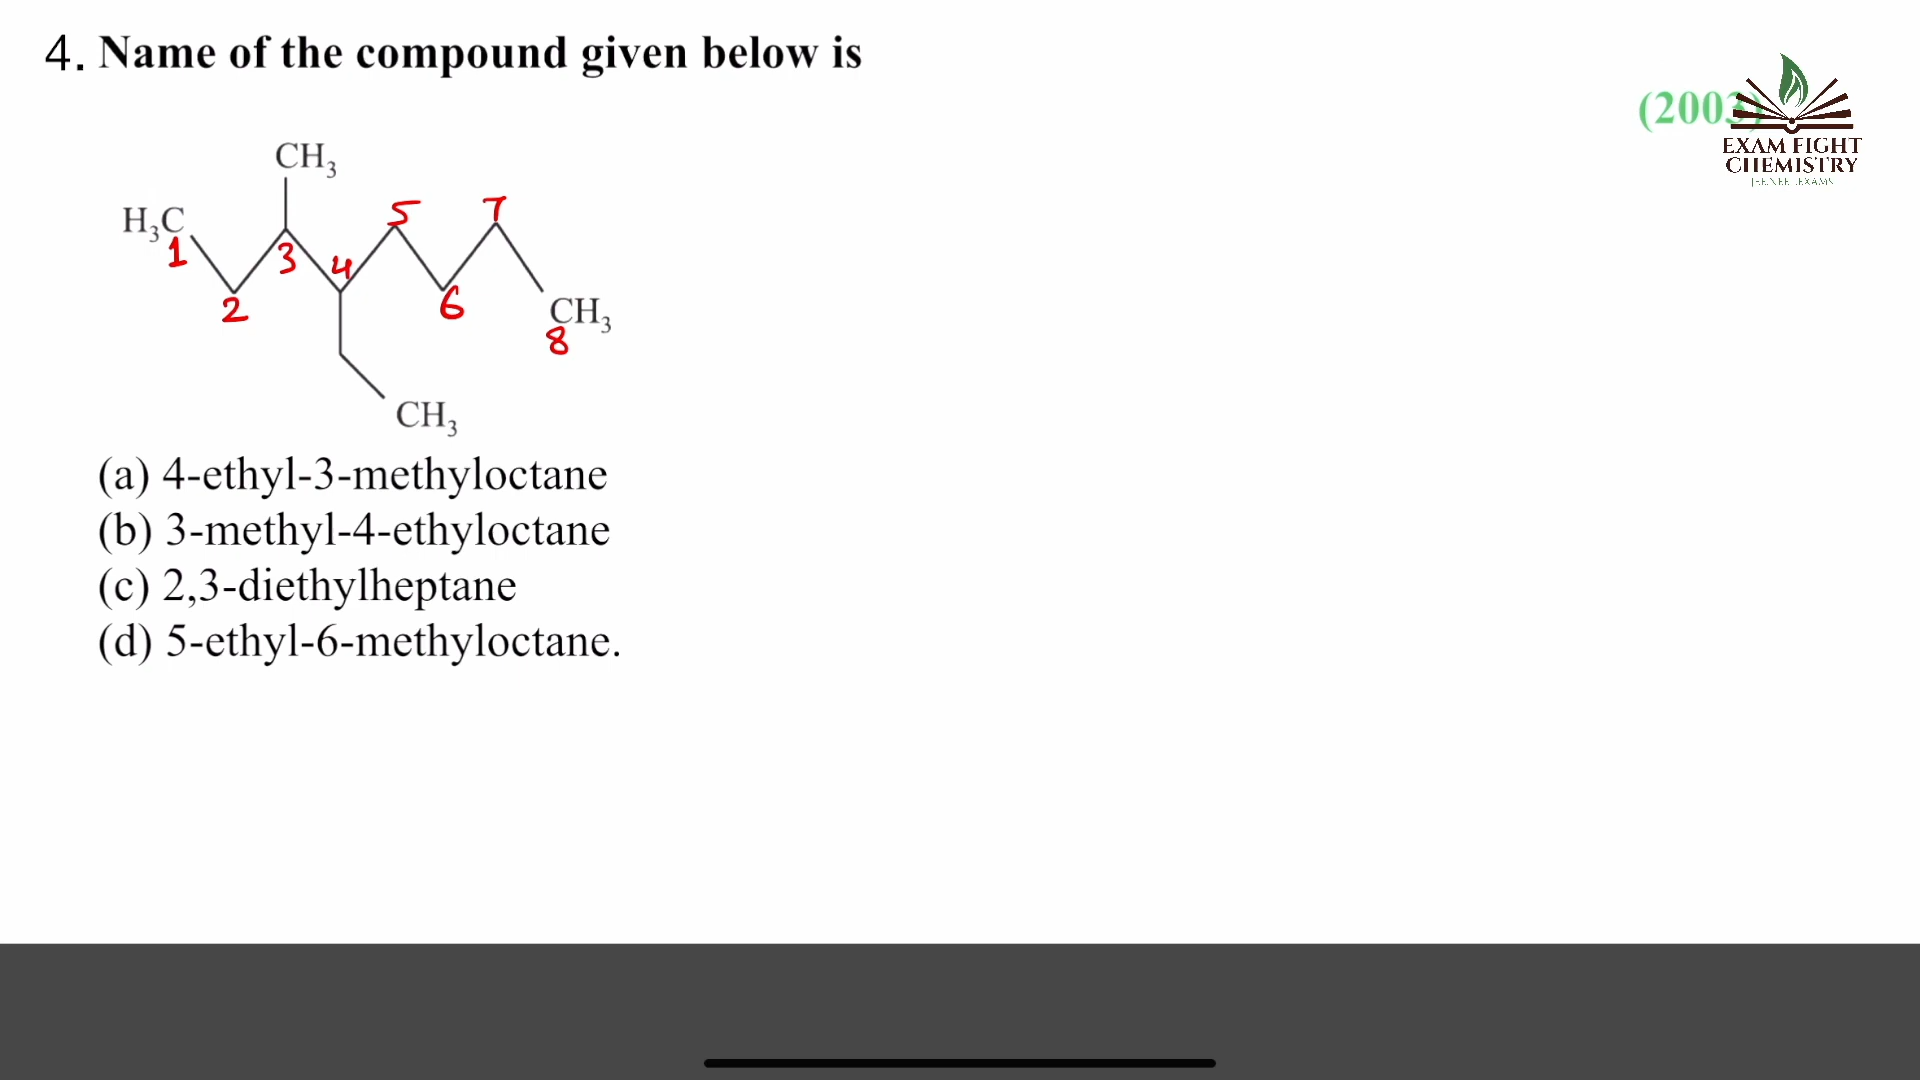 4. Name of the compound given below is
(2003)
EXAM FIGHT
CHEMISTRY
CH₃
H₃C
1
2
3
4
5
6
7
CH₃
8
CH₃
(a) 4-ethyl-3-methyloctane
(b) 3-methyl-4-ethyloctane
(c) 2,3-diethylheptane
(d) 5-ethyl-6-methyloctane.